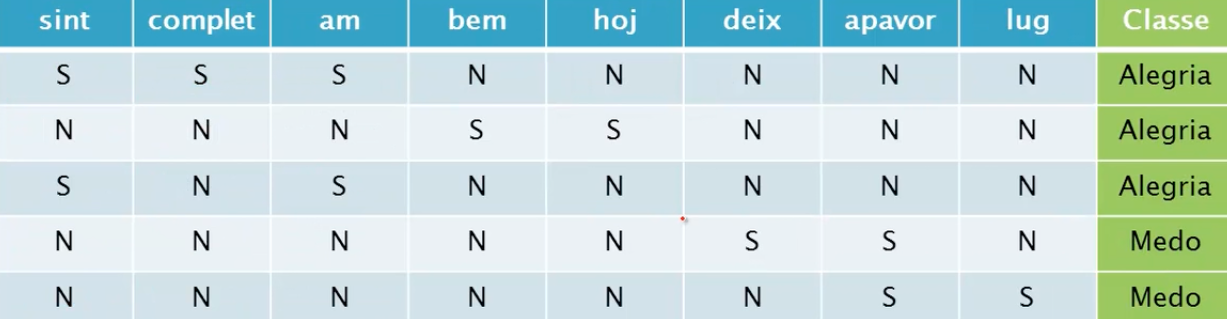 sint complet am bem hoj deix apavor lug Classe
S S S N N N N N Alegria
N N N S S N N N Alegria
S N S N N N N N Alegria
N N N N N S S N Medo
N N N N N N S S Medo